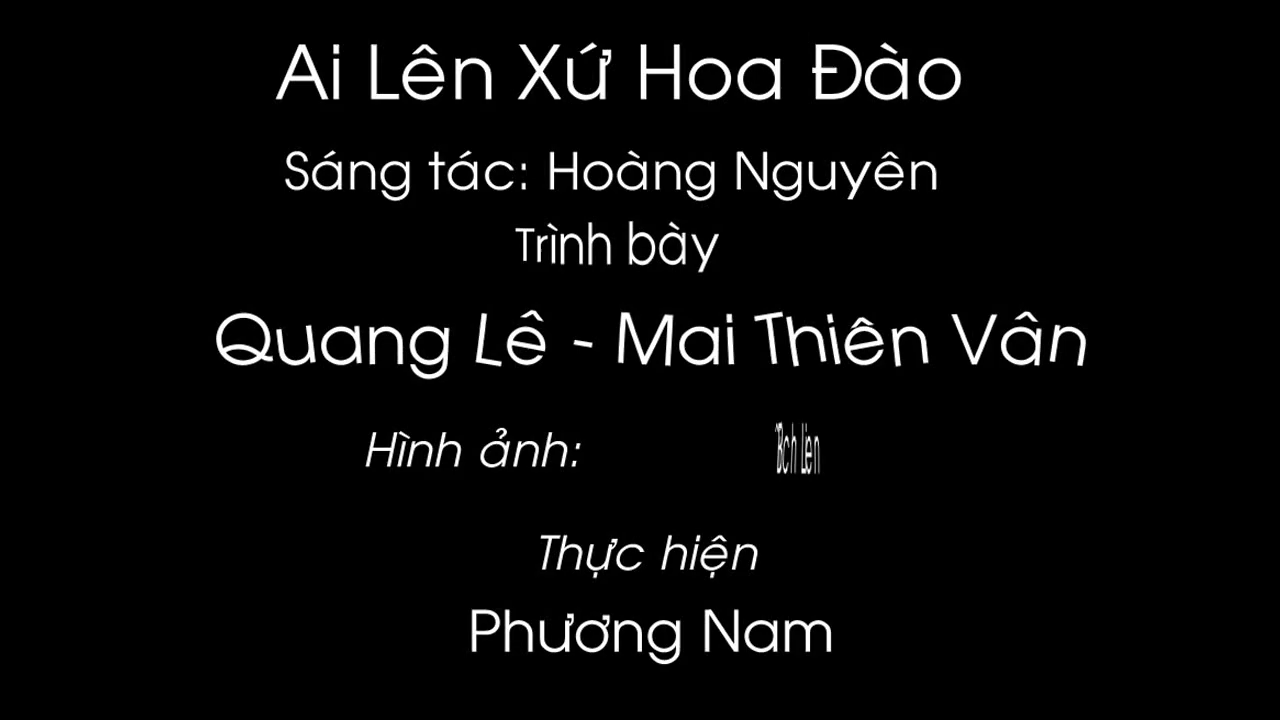 Ai Lên Xứ Hoa Đào
Sáng tác: Hoàng Nguyên
Trình bày
Quang Lê - Mai Thiên Vân
Hình ảnh:
Thực hiện
Phương Nam